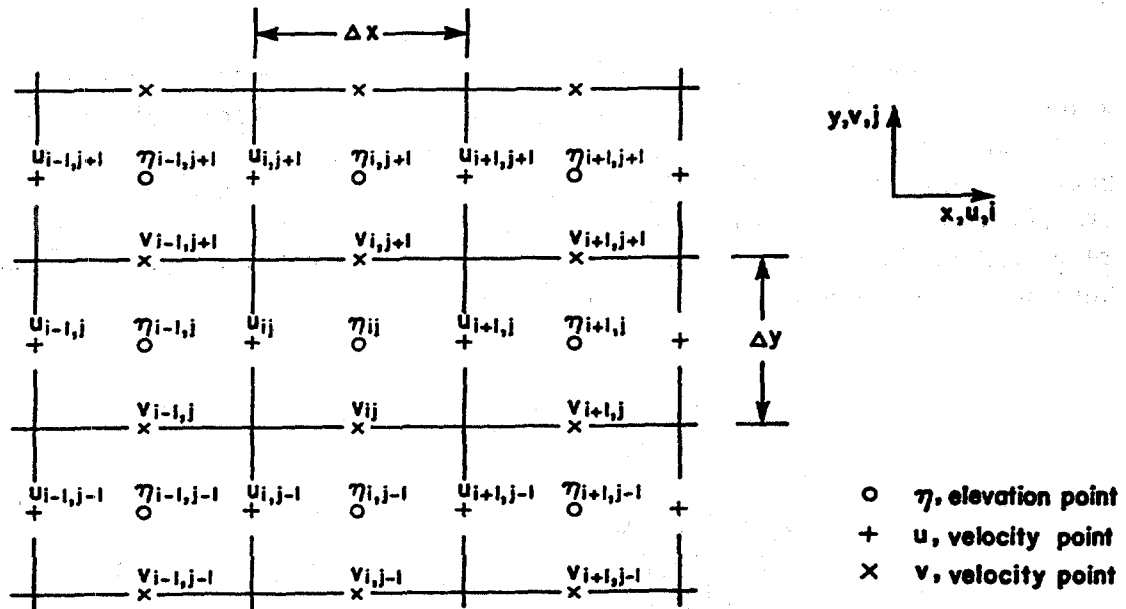 Δx
y,v,j
x,u,i
u i-1,j+1 η i-1,j+1 u i,j+1 η i,j+1 u i+1,j+1 η i+1,j+1
v i-1,j+1 v i,j+1 v i+1,j+1
u i-1,j η i-1,j u ij η ij u i+1,j η i+1,j
Δy
v i-1,j v ij v i+1,j
u i-1,j-1 η i-1,j-1 u i,j-1 η i,j-1 u i+1,j-1 η i+1,j-1
v i-1,j-1 v i,j-1 v i+1,j-1
η, elevation point
u, velocity point
v, velocity point